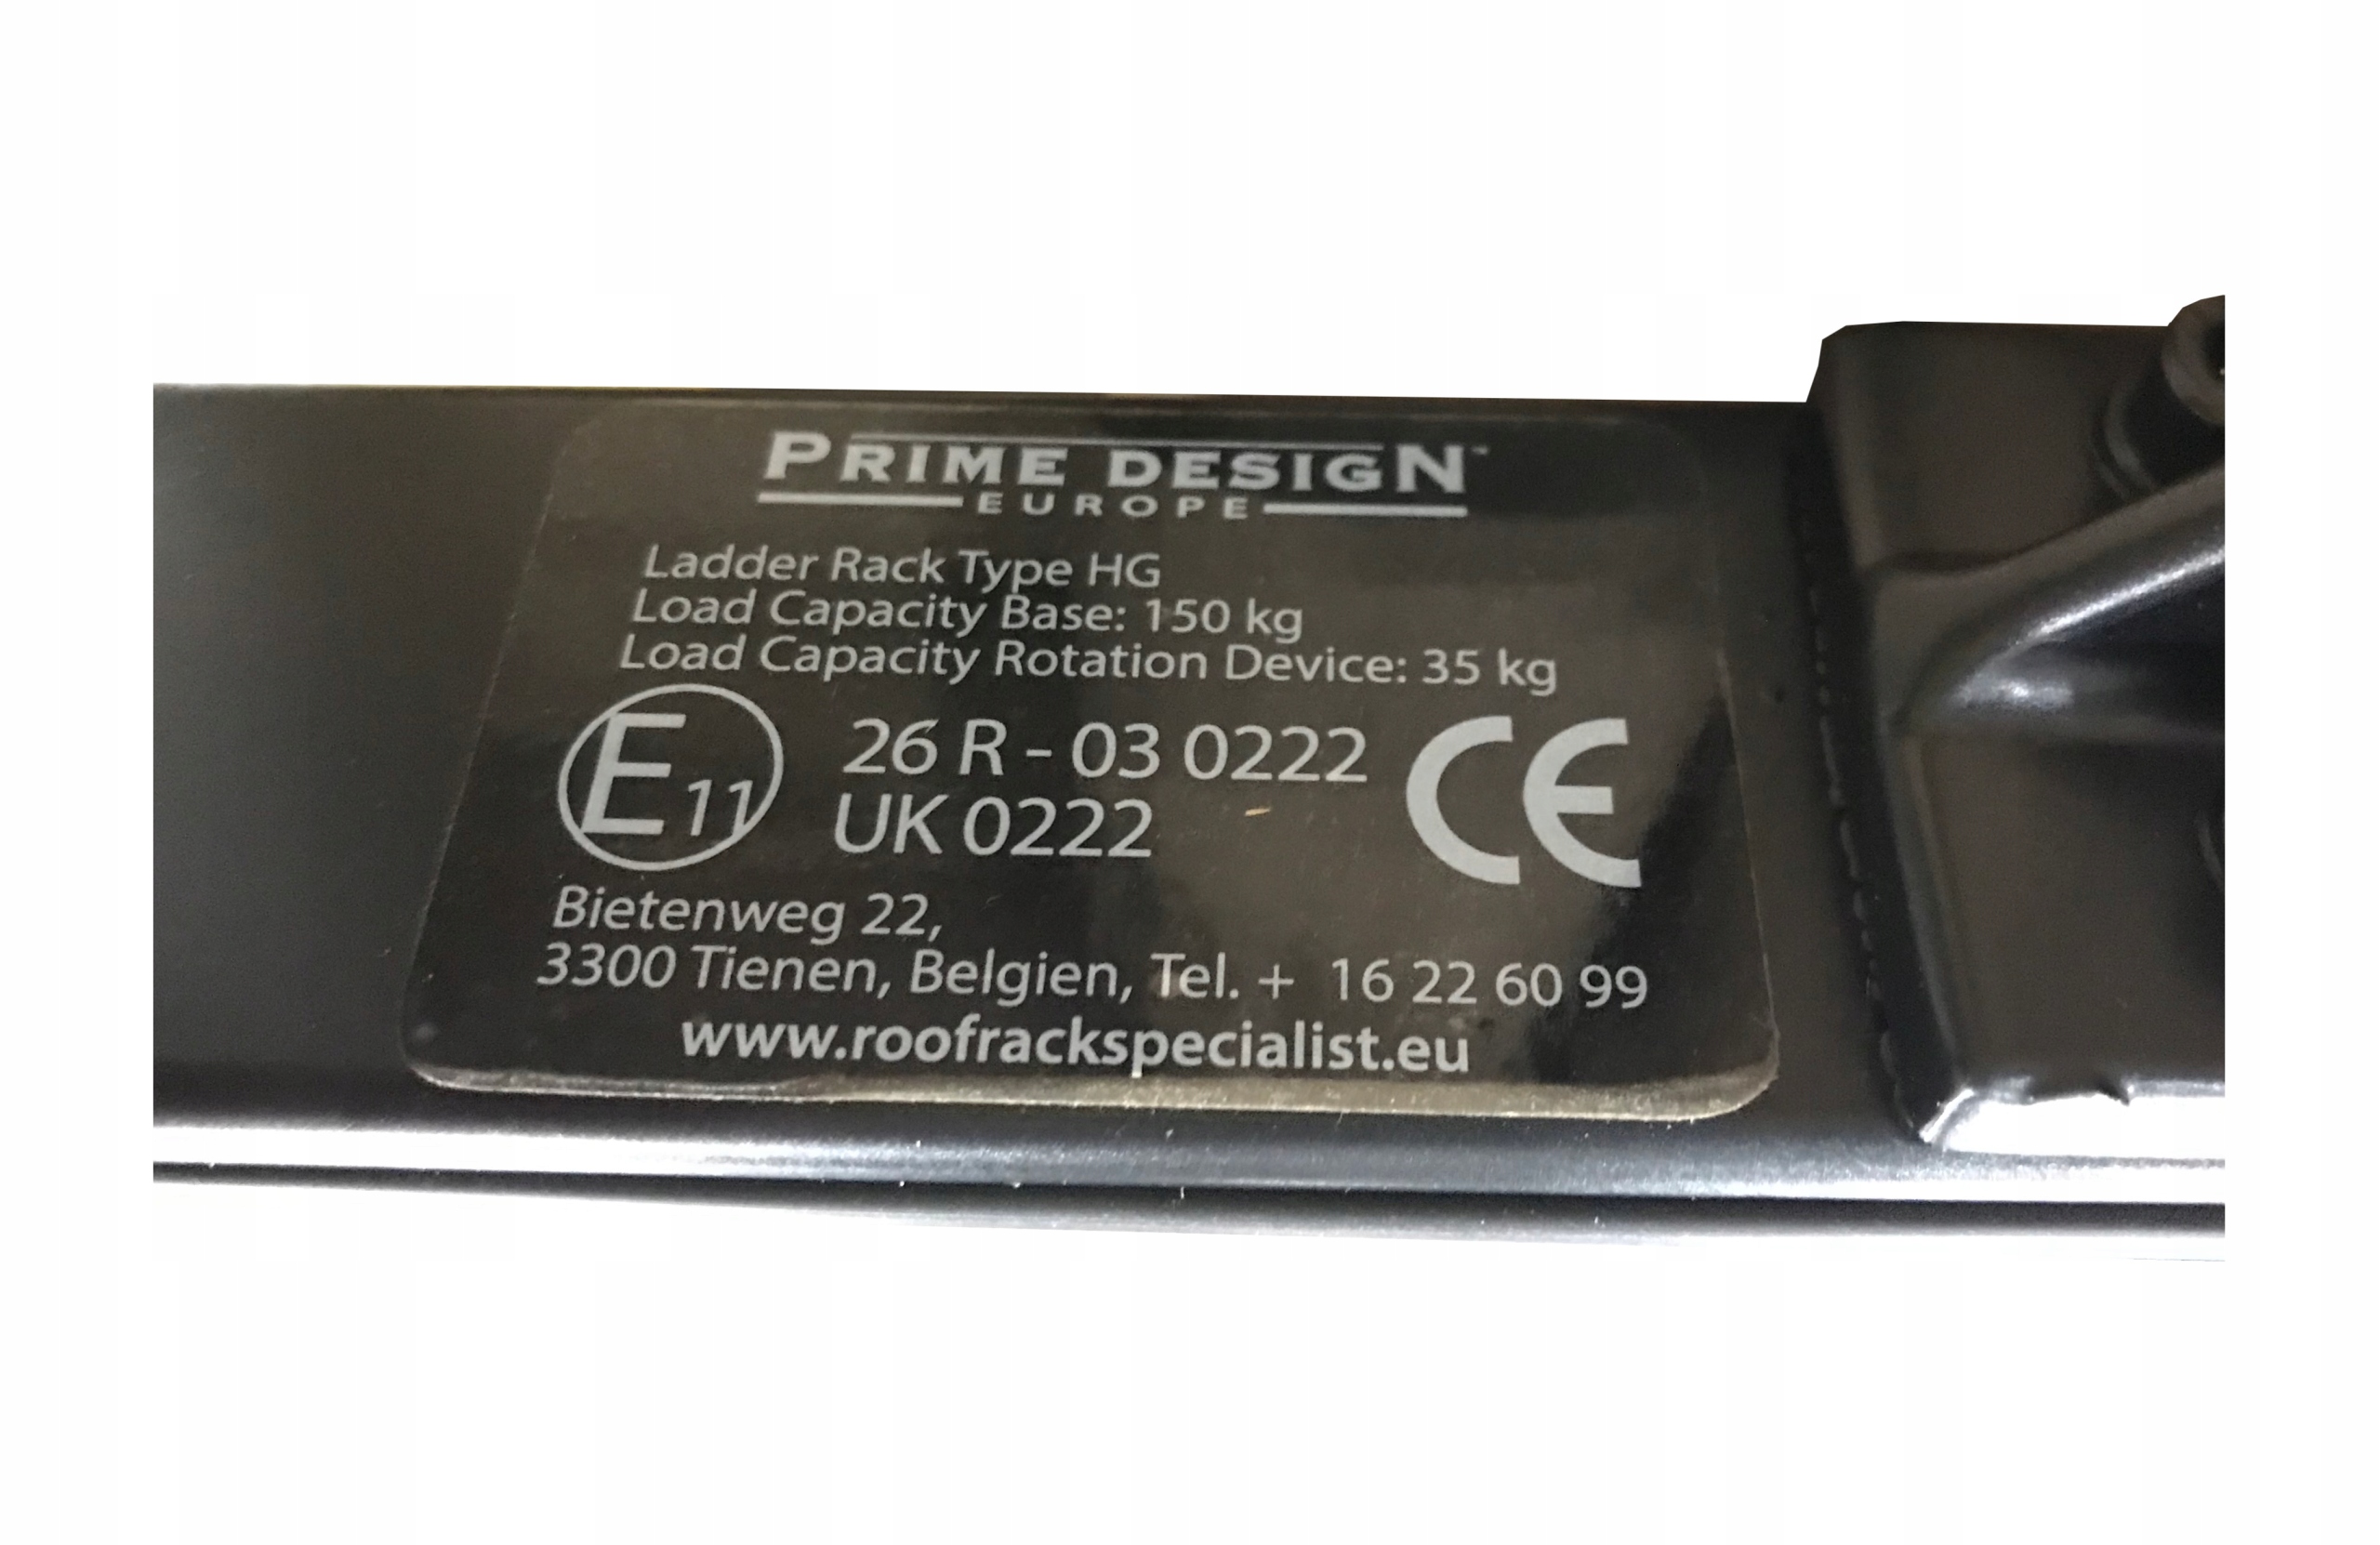 PRIME DESIGN™
EUROPE
Ladder Rack Type HG
Load Capacity Base: 150 kg
Load Capacity Rotation Device: 35 kg
E11 26 R - 03 0222 CE
UK 0222
Bietenweg 22,
3300 Tienen, Belgien, Tel. + 16 22 60 99
www.roofrackspecialist.eu